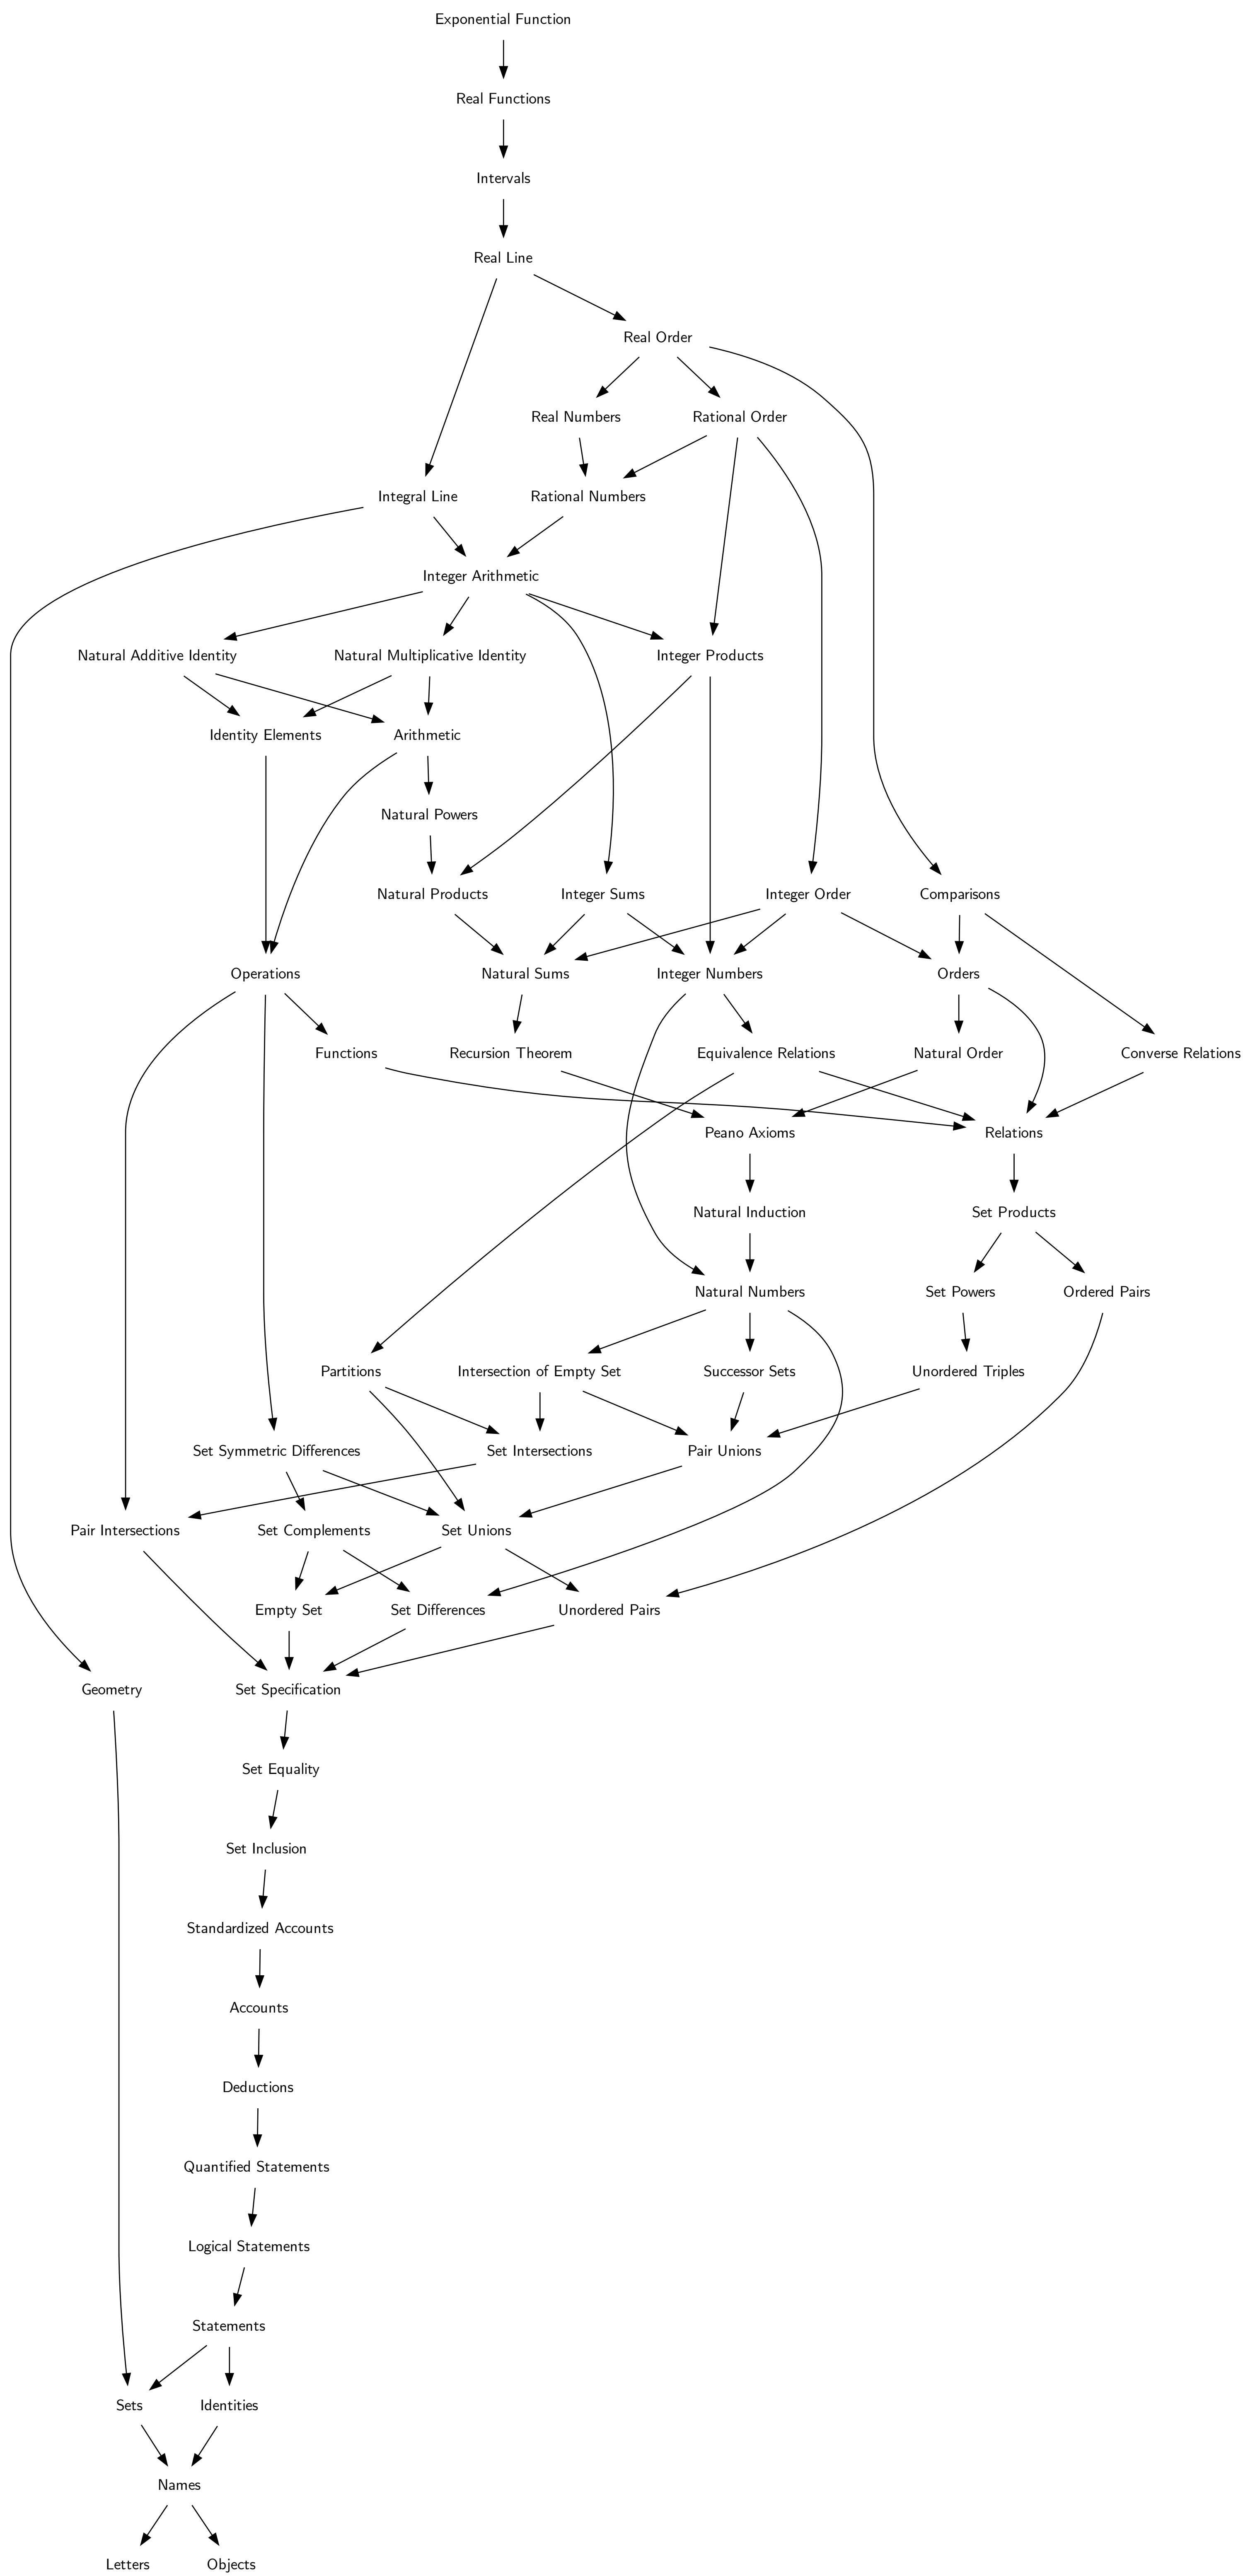 Exponential Function
Real Functions
Intervals
Real Line
Real Order
Real Numbers
Rational Order
Integral Line
Rational Numbers
Integer Arithmetic
Natural Additive Identity
Natural Multiplicative Identity
Integer Products
Identity Elements
Arithmetic
Natural Powers
Natural Products
Integer Sums
Integer Order
Comparisons
Operations
Natural Sums
Integer Numbers
Orders
Functions
Recursion Theorem
Equivalence Relations
Natural Order
Converse Relations
Peano Axioms
Relations
Natural Induction
Set Products
Natural Numbers
Set Powers
Ordered Pairs
Partitions
Intersection of Empty Set
Successor Sets
Unordered Triples
Set Symmetric Differences
Set Intersections
Pair Unions
Pair Intersections
Set Complements
Set Unions
Empty Set
Set Differences
Unordered Pairs
Geometry
Set Specification
Set Equality
Set Inclusion
Standardized Accounts
Accounts
Deductions
Quantified Statements
Logical Statements
Statements
Sets
Identities
Names
Letters
Objects